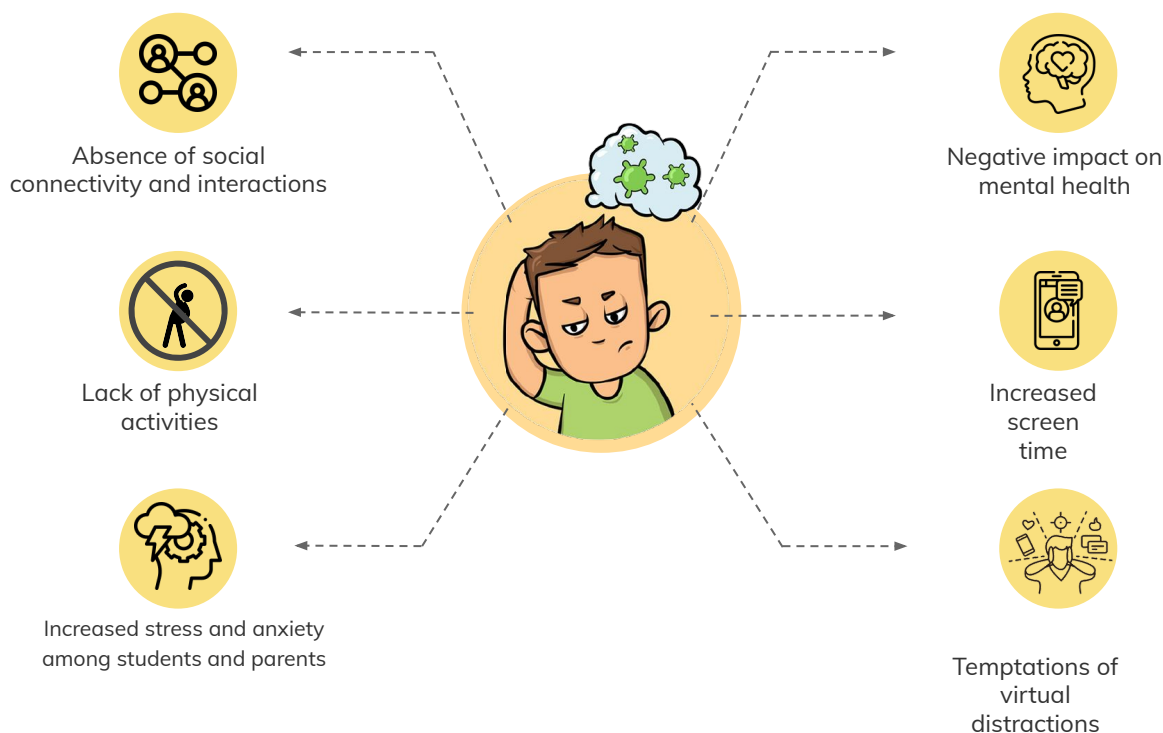 Absence of social
connectivity and interactions
Lack of physical
activities
Increased stress and anxiety
among students and parents
Negative impact on
mental health
Increased
screen
time
Temptations of
virtual
distractions